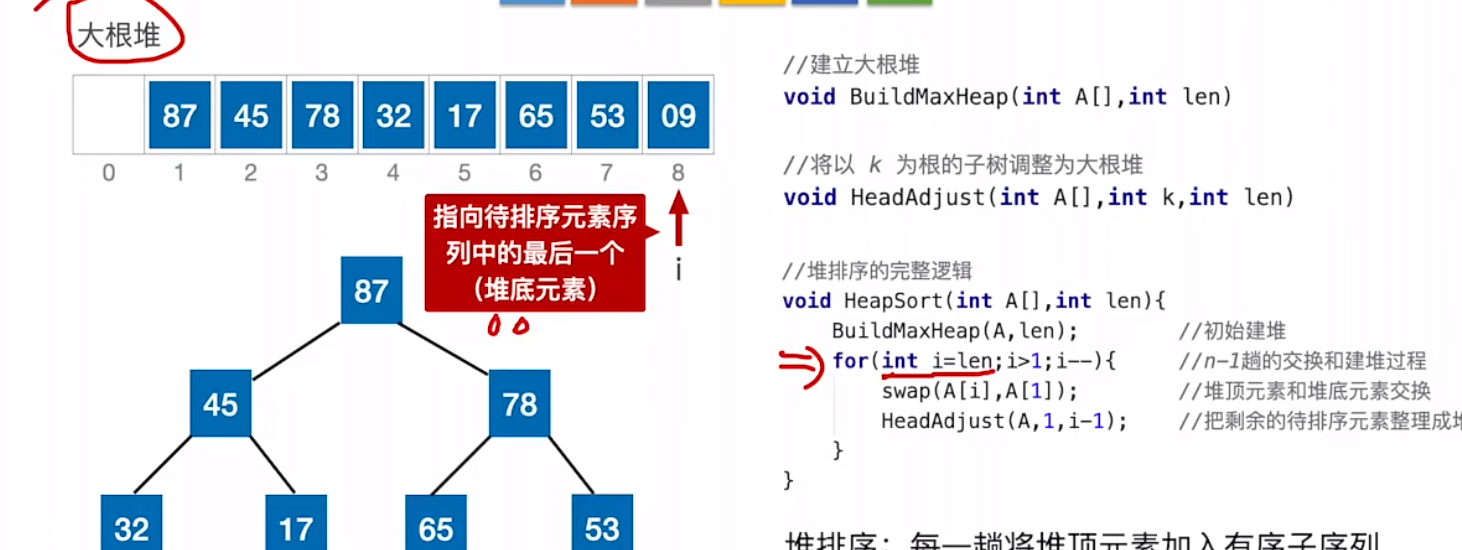 大根堆
87 45 78 32 17 65 53 09
0 1 2 3 4 5 6 7 8
指向待排序元素序
列中的最后一个
（堆底元素）
i
87
45 78
32 17 65 53
//建立大根堆
void BuildMaxHeap(int A[],int len)
//将以 k 为根的子树调整为大根堆
void HeadAdjust(int A[],int k,int len)
//堆排序的完整逻辑
void HeapSort(int A[],int len){
BuildMaxHeap(A,len); //初始建堆
for(int i=len;i>1;i--){ //n-1趟的交换和建堆过程
swap(A[i],A[1]); //堆顶元素和堆底元素交换
HeadAdjust(A,1,i-1); //把剩余的待排序元素整理成堆
}
}
堆排序：每一趟将堆顶元素加入有序子序列